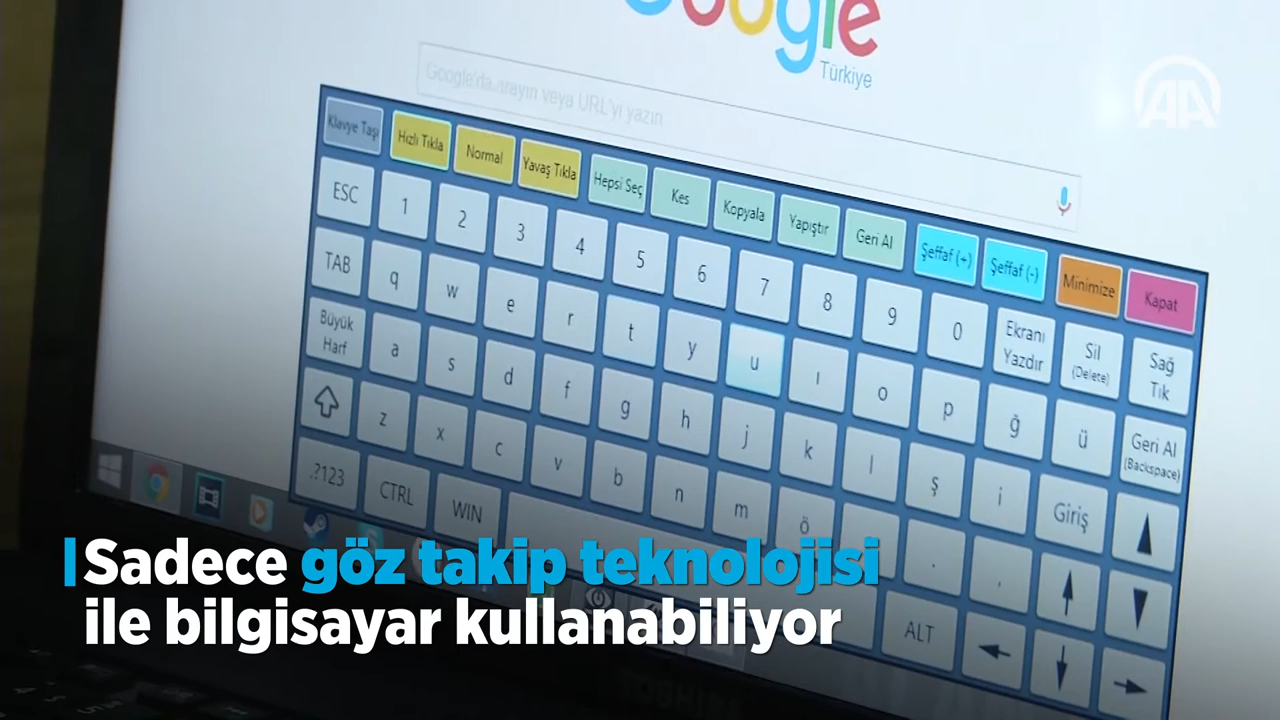 Google
Türkiye
Google'da arayın veya URL'yi yazın
AA
Klavye Taşı
Hızlı Tıkla
Normal
Yavaş Tıkla
Hepsi Seç
Kes
Kopyala
Yapıştır
Geri Al
Şeffaf (+)
Şeffaf (-)
Minimize
Kapat
ESC 1 2 3 4 5 6 7 8 9 0
Ekranı
Yazdır
Sil
(Delete)
Sağ
Tık
TAB q w e r t y u ı o p ğ ü
Geri Al
(Backspace)
Büyük
Harf
a s d f g h j k l ş i Giriş
z x c v b n m ö . ,
.?123 CTRL WIN ALT
Sadece göz takip teknolojisi
ile bilgisayar kullanabiliyor